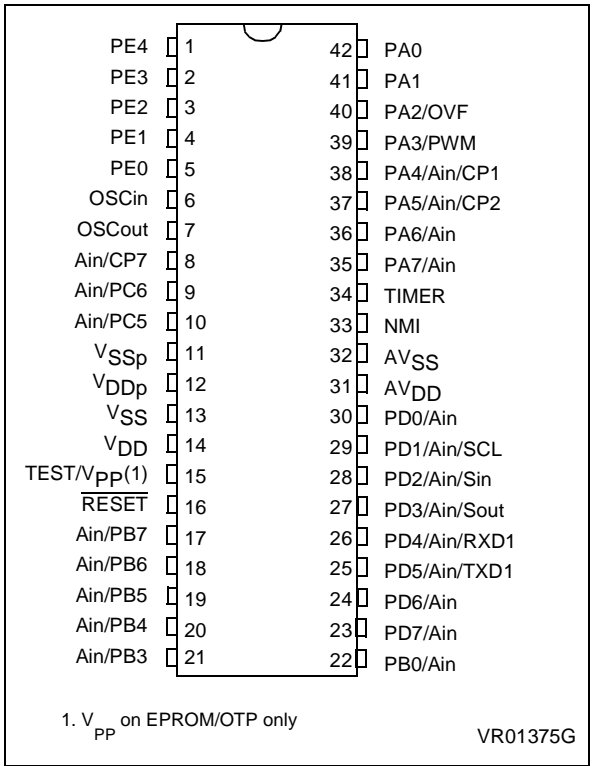 PE4 1 42 PA0
PE3 2 41 PA1
PE2 3 40 PA2/OVF
PE1 4 39 PA3/PWM
PE0 5 38 PA4/Ain/CP1
OSCin 6 37 PA5/Ain/CP2
OSCout 7 36 PA6/Ain
Ain/CP7 8 35 PA7/Ain
Ain/PC6 9 34 TIMER
Ain/PC5 10 33 NMI
VSSp 11 32 AVSS
VDDp 12 31 AVDD
VSS 13 30 PD0/Ain
VDD 14 29 PD1/Ain/SCL
TEST/VPP(1) 15 28 PD2/Ain/Sin
RESET 16 27 PD3/Ain/Sout
Ain/PB7 17 26 PD4/Ain/RXD1
Ain/PB6 18 25 PD5/Ain/TXD1
Ain/PB5 19 24 PD6/Ain
Ain/PB4 20 23 PD7/Ain
Ain/PB3 21 22 PB0/Ain
1. VPP on EPROM/OTP only
VR01375G